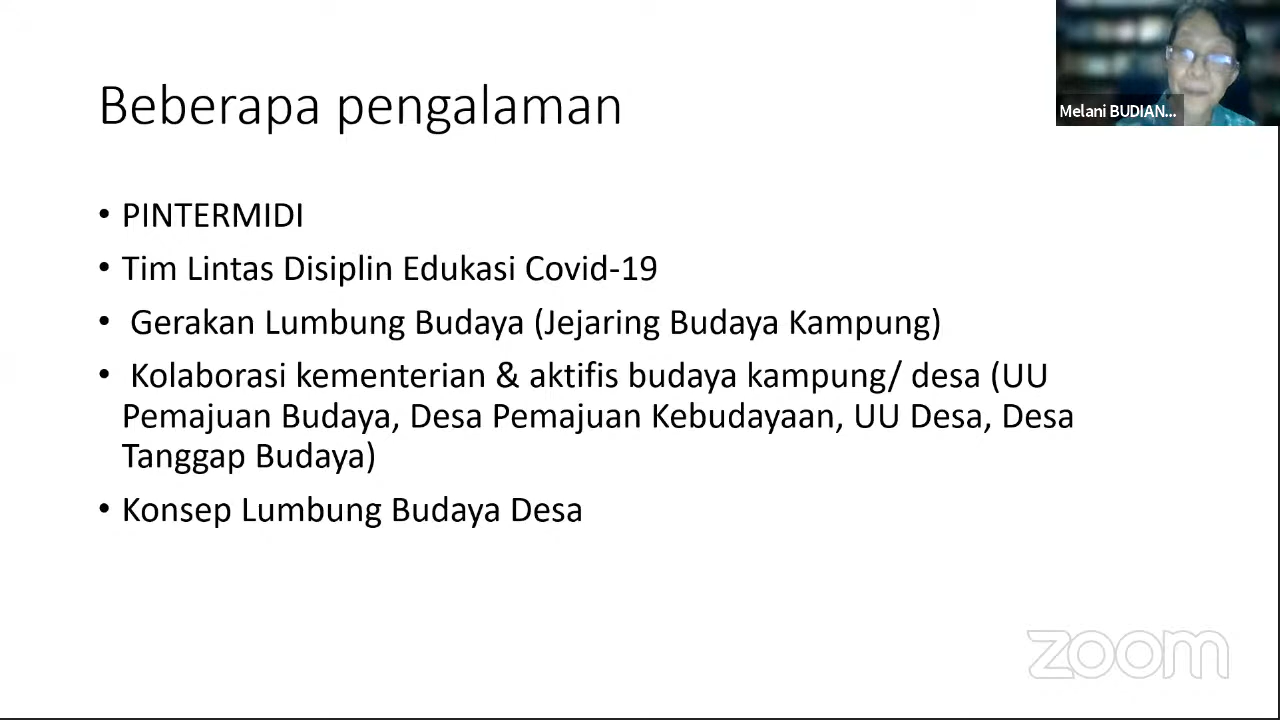 Beberapa pengalaman
Melani BUDIAN...
• PINTERMIDI
• Tim Lintas Disiplin Edukasi Covid-19
• Gerakan Lumbung Budaya (Jejaring Budaya Kampung)
• Kolaborasi kementerian & aktifis budaya kampung/ desa (UU
Pemajuan Budaya, Desa Pemajuan Kebudayaan, UU Desa, Desa
Tanggap Budaya)
• Konsep Lumbung Budaya Desa
zoom